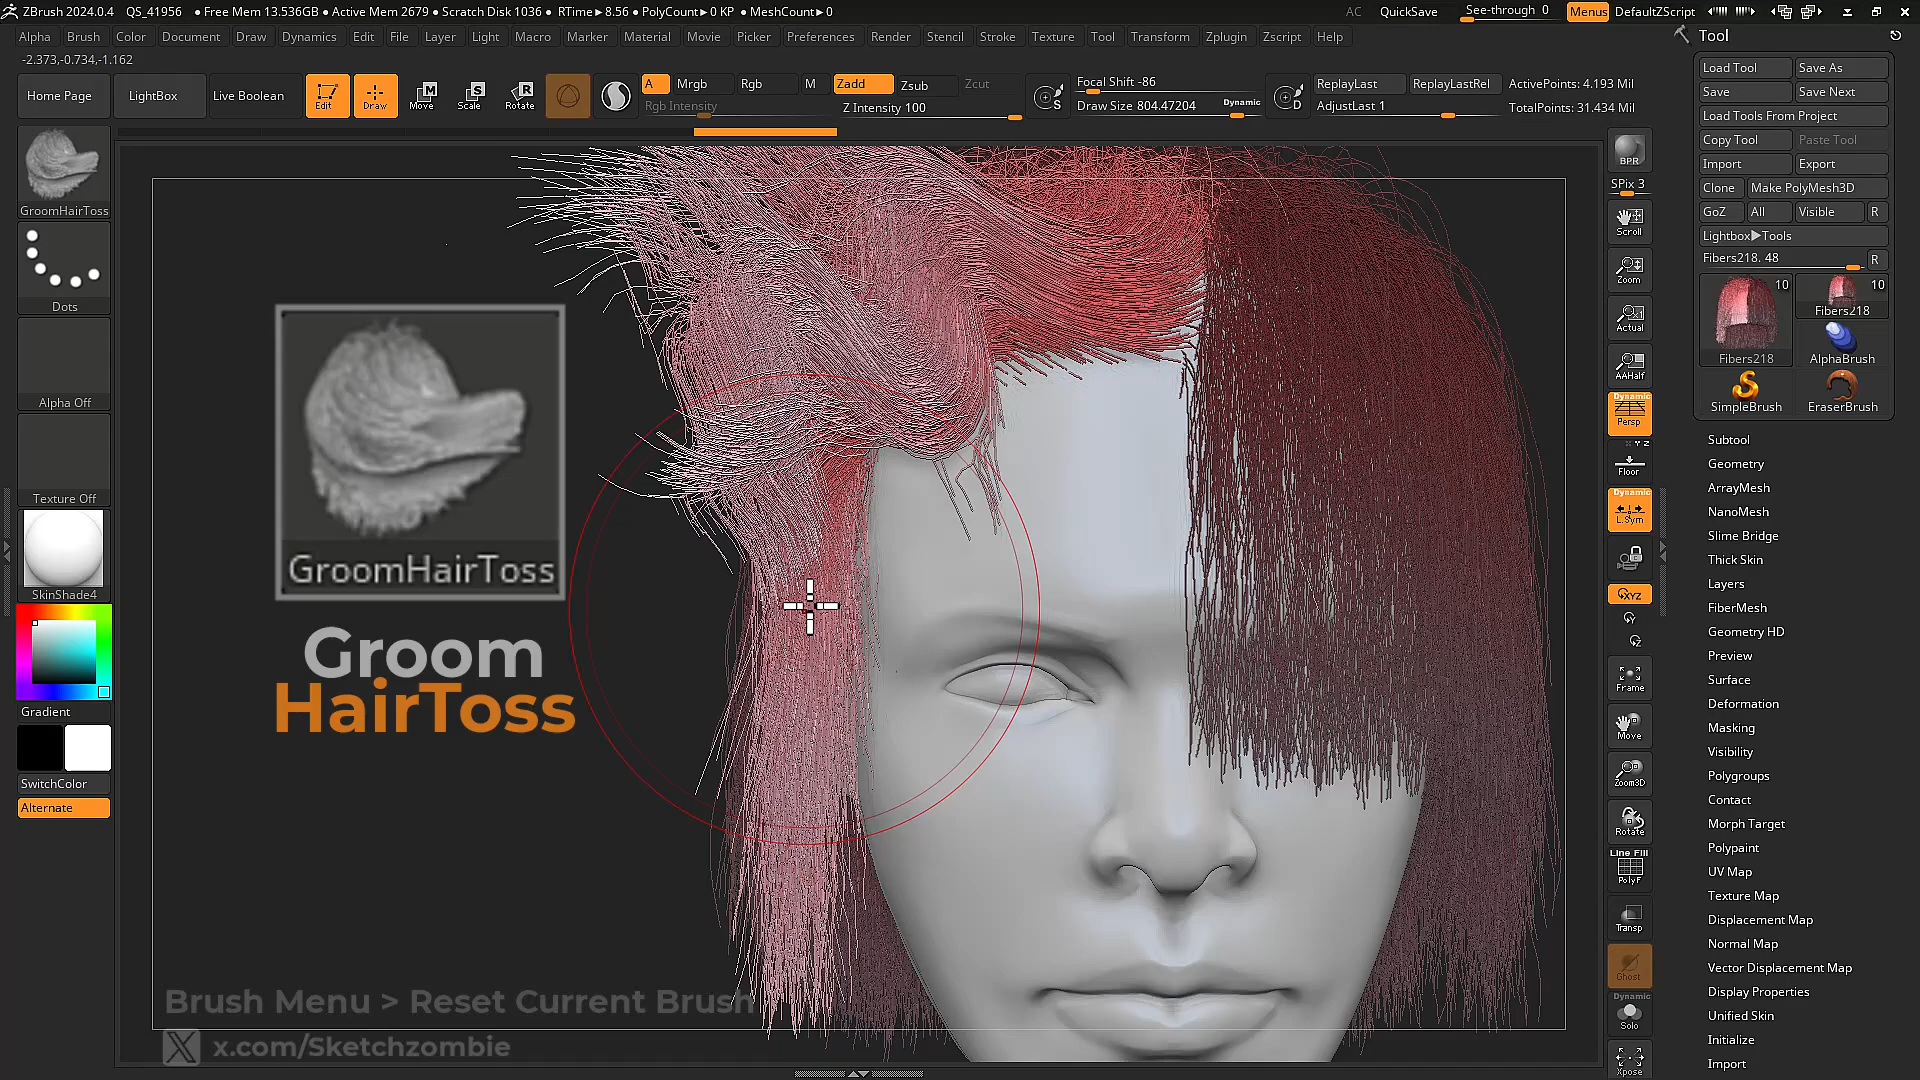 ZBrush 2024.0.4 QS_41956 ● Free Mem 13.536GB ● Active Mem 2679 ● Scratch Disk 1036 ● RTime►8.56 ● PolyCount►0 KP ● MeshCount►0 AC QuickSave See-through 0 Menus DefaultZScript
Alpha Brush Color Document Draw Dynamics Edit File Layer Light Macro Marker Material Movie Picker Preferences Render Stencil Stroke Texture Tool Transform Zplugin Zscript Help
-2.373,-0.734,-1.162
Home Page LightBox Live Boolean Edit Draw Move Scale Rotate
M S R
A Mrgb Rgb M Zadd Zsub Zcut
Rgb Intensity Z Intensity 100
S Focal Shift -86
Draw Size 804.47204 Dynamic
D ReplayLast ReplayLastRel ActivePoints: 4.193 Mil
AdjustLast 1 TotalPoints: 31.434 Mil
GroomHairToss
Dots
Alpha Off
Texture Off
SkinShade4
Gradient
SwitchColor
Alternate
GroomHairToss
Groom
HairToss
Brush Menu > Reset Current Brush
x.com/Sketchzombie
BPR
SPix 3
Scroll
Zoom
Actual
AAHalf
Dynamic
Persp
Floor
Dynamic
L.Sym
XYZ
Y
Z
Frame
Move
Zoom3D
Rotate
Line Fill
PolyF
Transp
Ghost
Dynamic
Solo
Xpose
Tool
Load Tool Save As
Save Save Next
Load Tools From Project
Copy Tool Paste Tool
Import Export
Clone Make PolyMesh3D
GoZ All Visible R
Lightbox►Tools
Fibers218. 48 R
10 10
Fibers218
Fibers218 AlphaBrush
SimpleBrush EraserBrush
Subtool
Geometry
ArrayMesh
NanoMesh
Slime Bridge
Thick Skin
Layers
FiberMesh
Geometry HD
Preview
Surface
Deformation
Masking
Visibility
Polygroups
Contact
Morph Target
Polypaint
UV Map
Texture Map
Displacement Map
Normal Map
Vector Displacement Map
Display Properties
Unified Skin
Initialize
Import